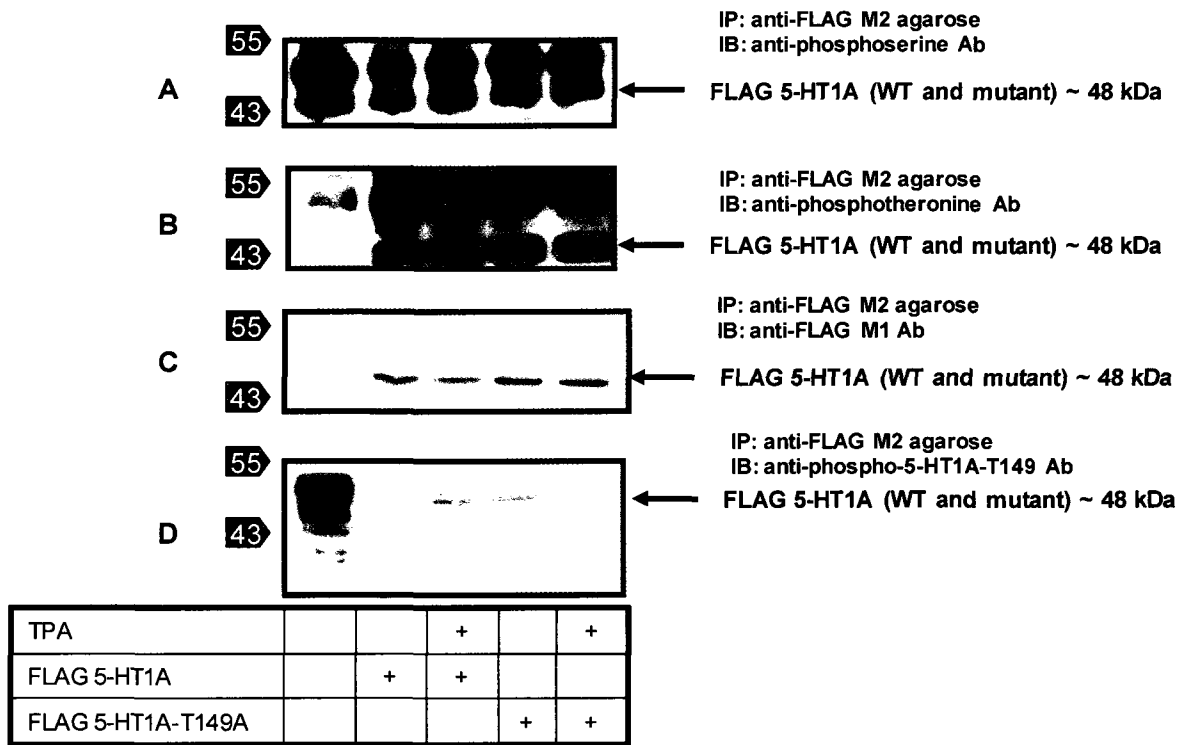 55
IP: anti-FLAG M2 agarose
IB: anti-phosphoserine Ab
A
FLAG 5-HT1A (WT and mutant) ~ 48 kDa
43
55
IP: anti-FLAG M2 agarose
IB: anti-phosphotheronine Ab
B
FLAG 5-HT1A (WT and mutant) ~ 48 kDa
43
55
IP: anti-FLAG M2 agarose
IB: anti-FLAG M1 Ab
C
FLAG 5-HT1A (WT and mutant) ~ 48 kDa
43
55
IP: anti-FLAG M2 agarose
IB: anti-phospho-5-HT1A-T149 Ab
FLAG 5-HT1A (WT and mutant) ~ 48 kDa
D
43
TPA + +
FLAG 5-HT1A + +
FLAG 5-HT1A-T149A + +